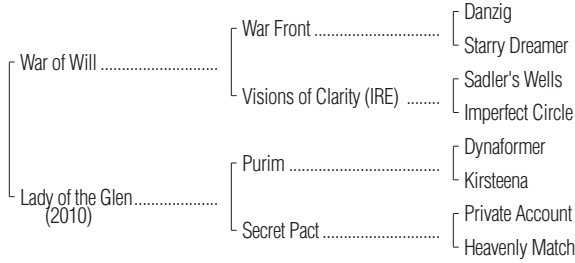 Danzig
War Front ..............................
Starry Dreamer
War of Will ............................
Sadler's Wells
Visions of Clarity (IRE) ........
Imperfect Circle
Dynaformer
Purim ....................................
Kirsteena
Lady of the Glen....................
(2010)
Private Account
Secret Pact............................
Heavenly Match